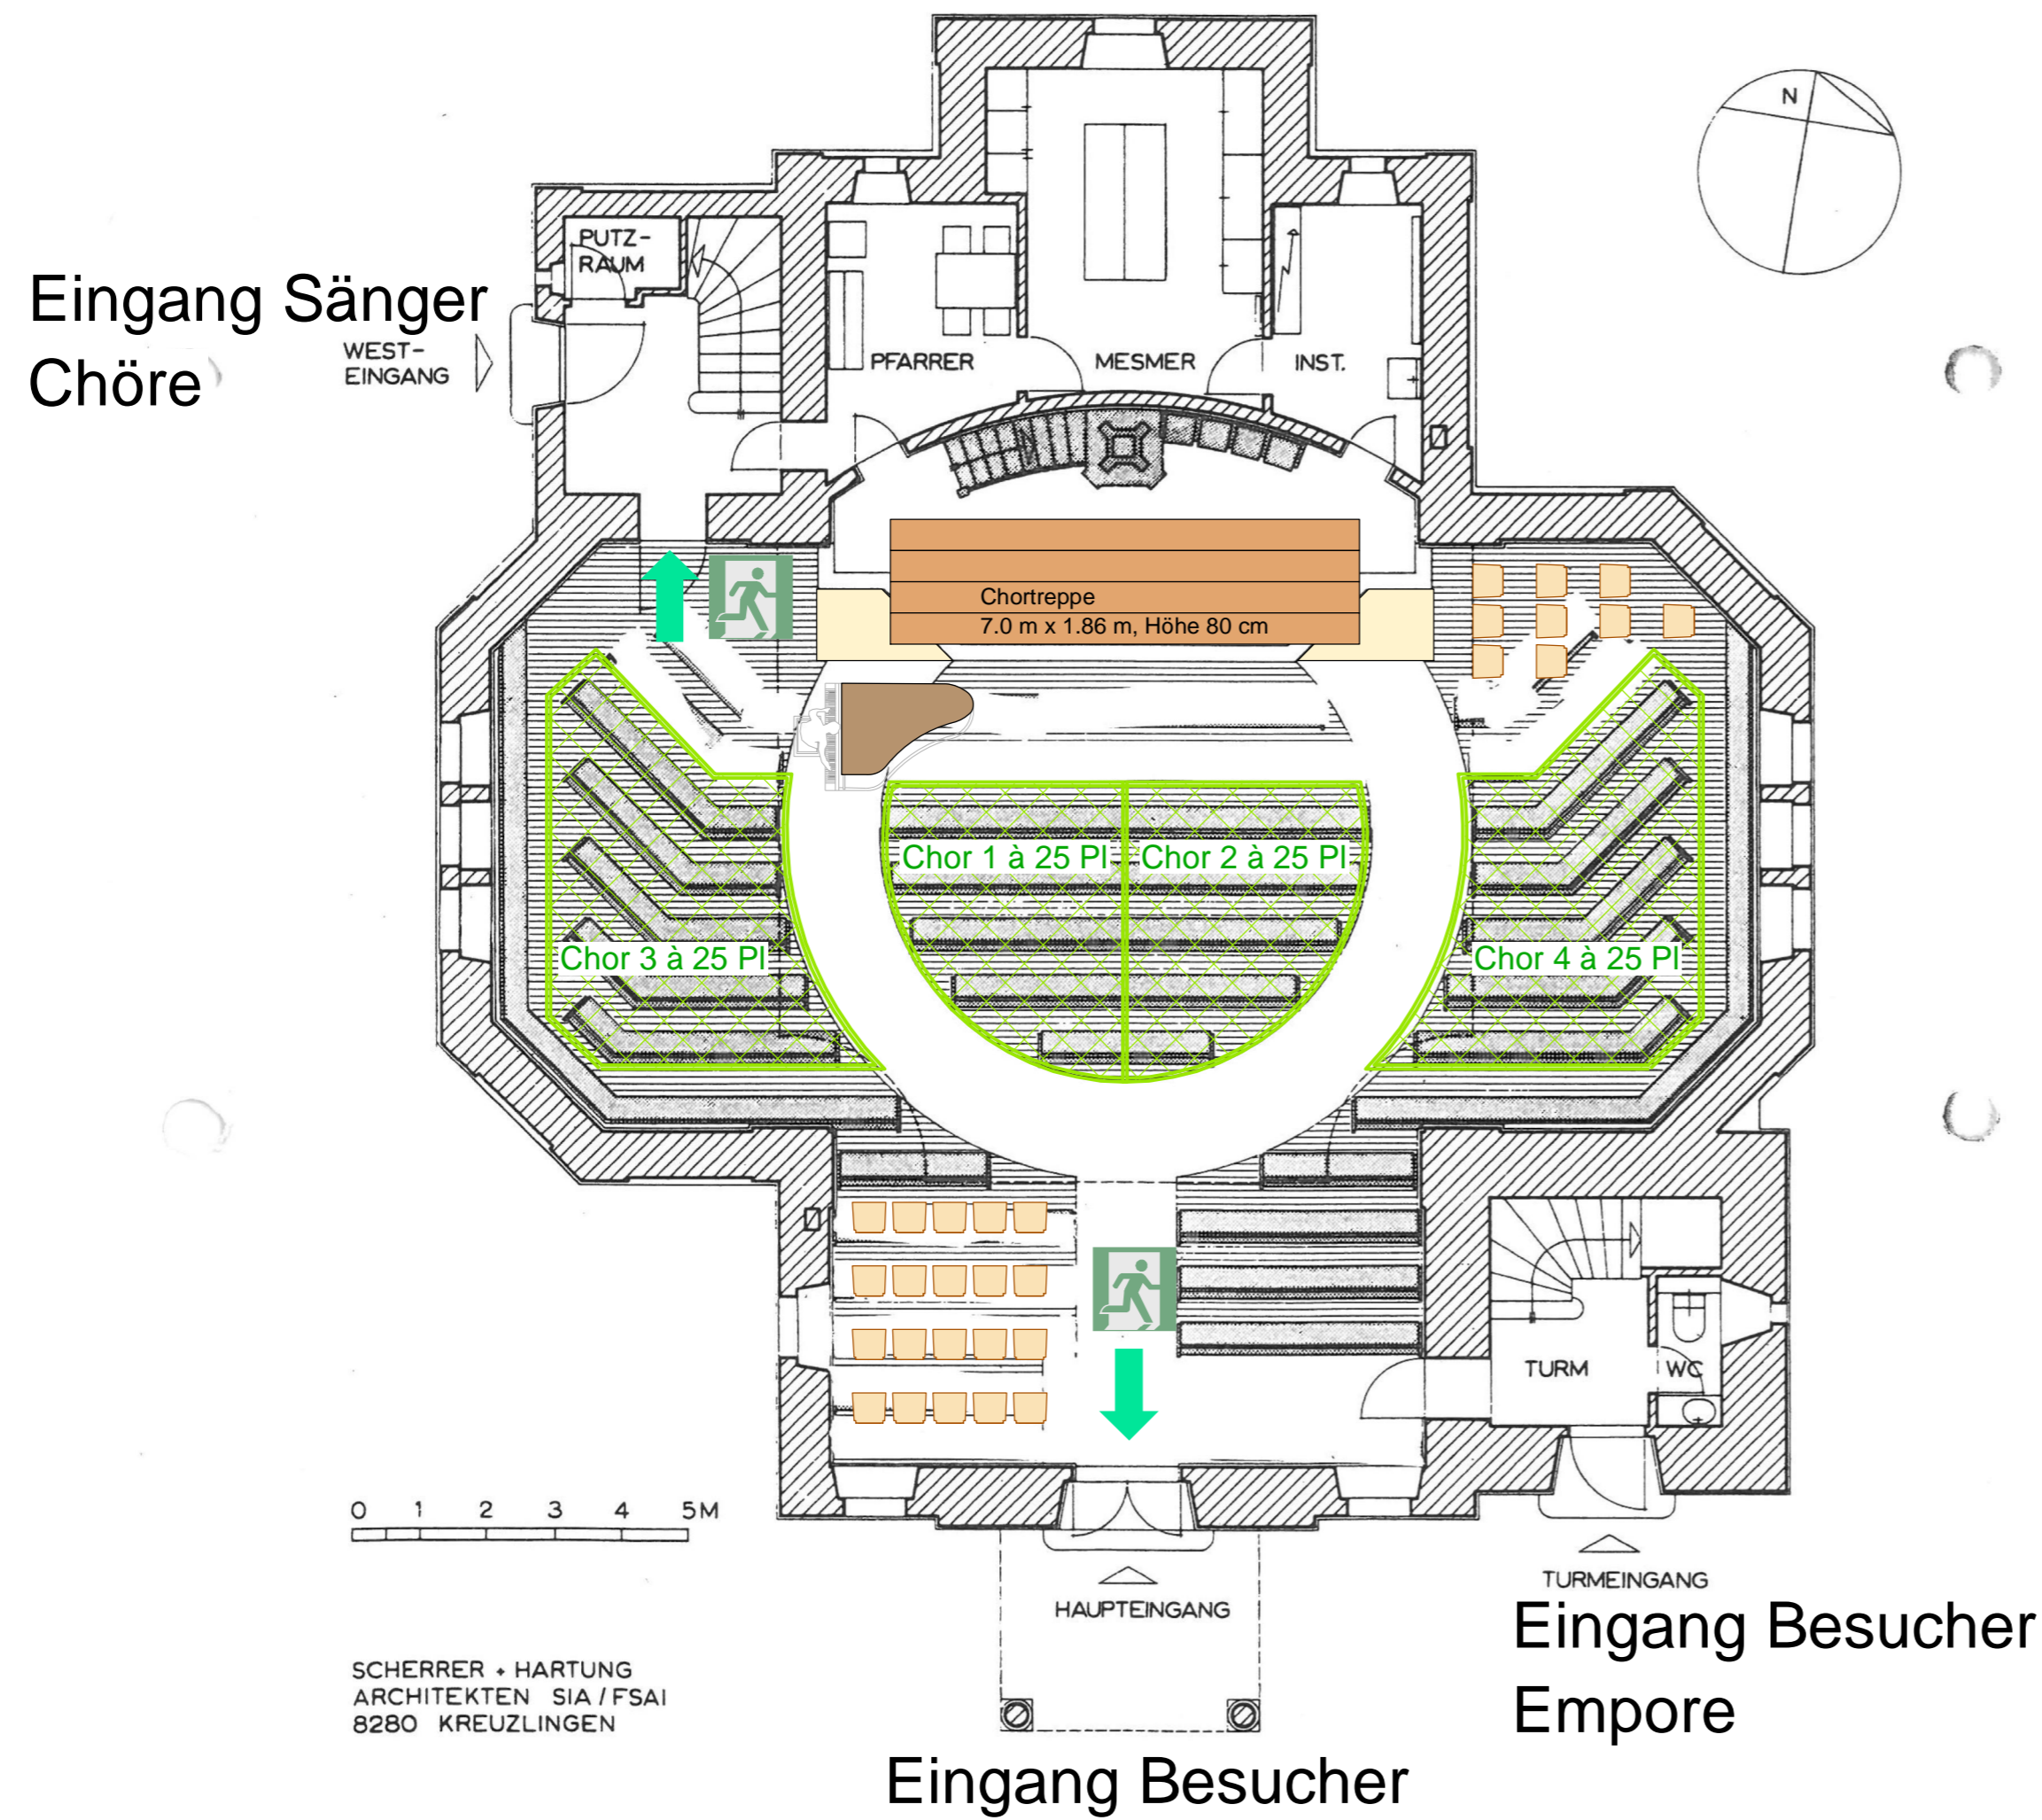 N
PUTZ-
RAUM
Eingang Sänger
Chöre
WEST-
EINGANG
PFARRER
MESMER
INST.
Chortreppe
7.0 m x 1.86 m, Höhe 80 cm
Chor 1 à 25 Pl
Chor 2 à 25 Pl
Chor 3 à 25 Pl
Chor 4 à 25 Pl
TURM
WC
0 1 2 3 4 5M
HAUPTEINGANG
TURMEINGANG
Eingang Besucher
Empore
SCHERRER + HARTUNG
ARCHITEKTEN SIA / FSAI
8280 KREUZLINGEN
Eingang Besucher